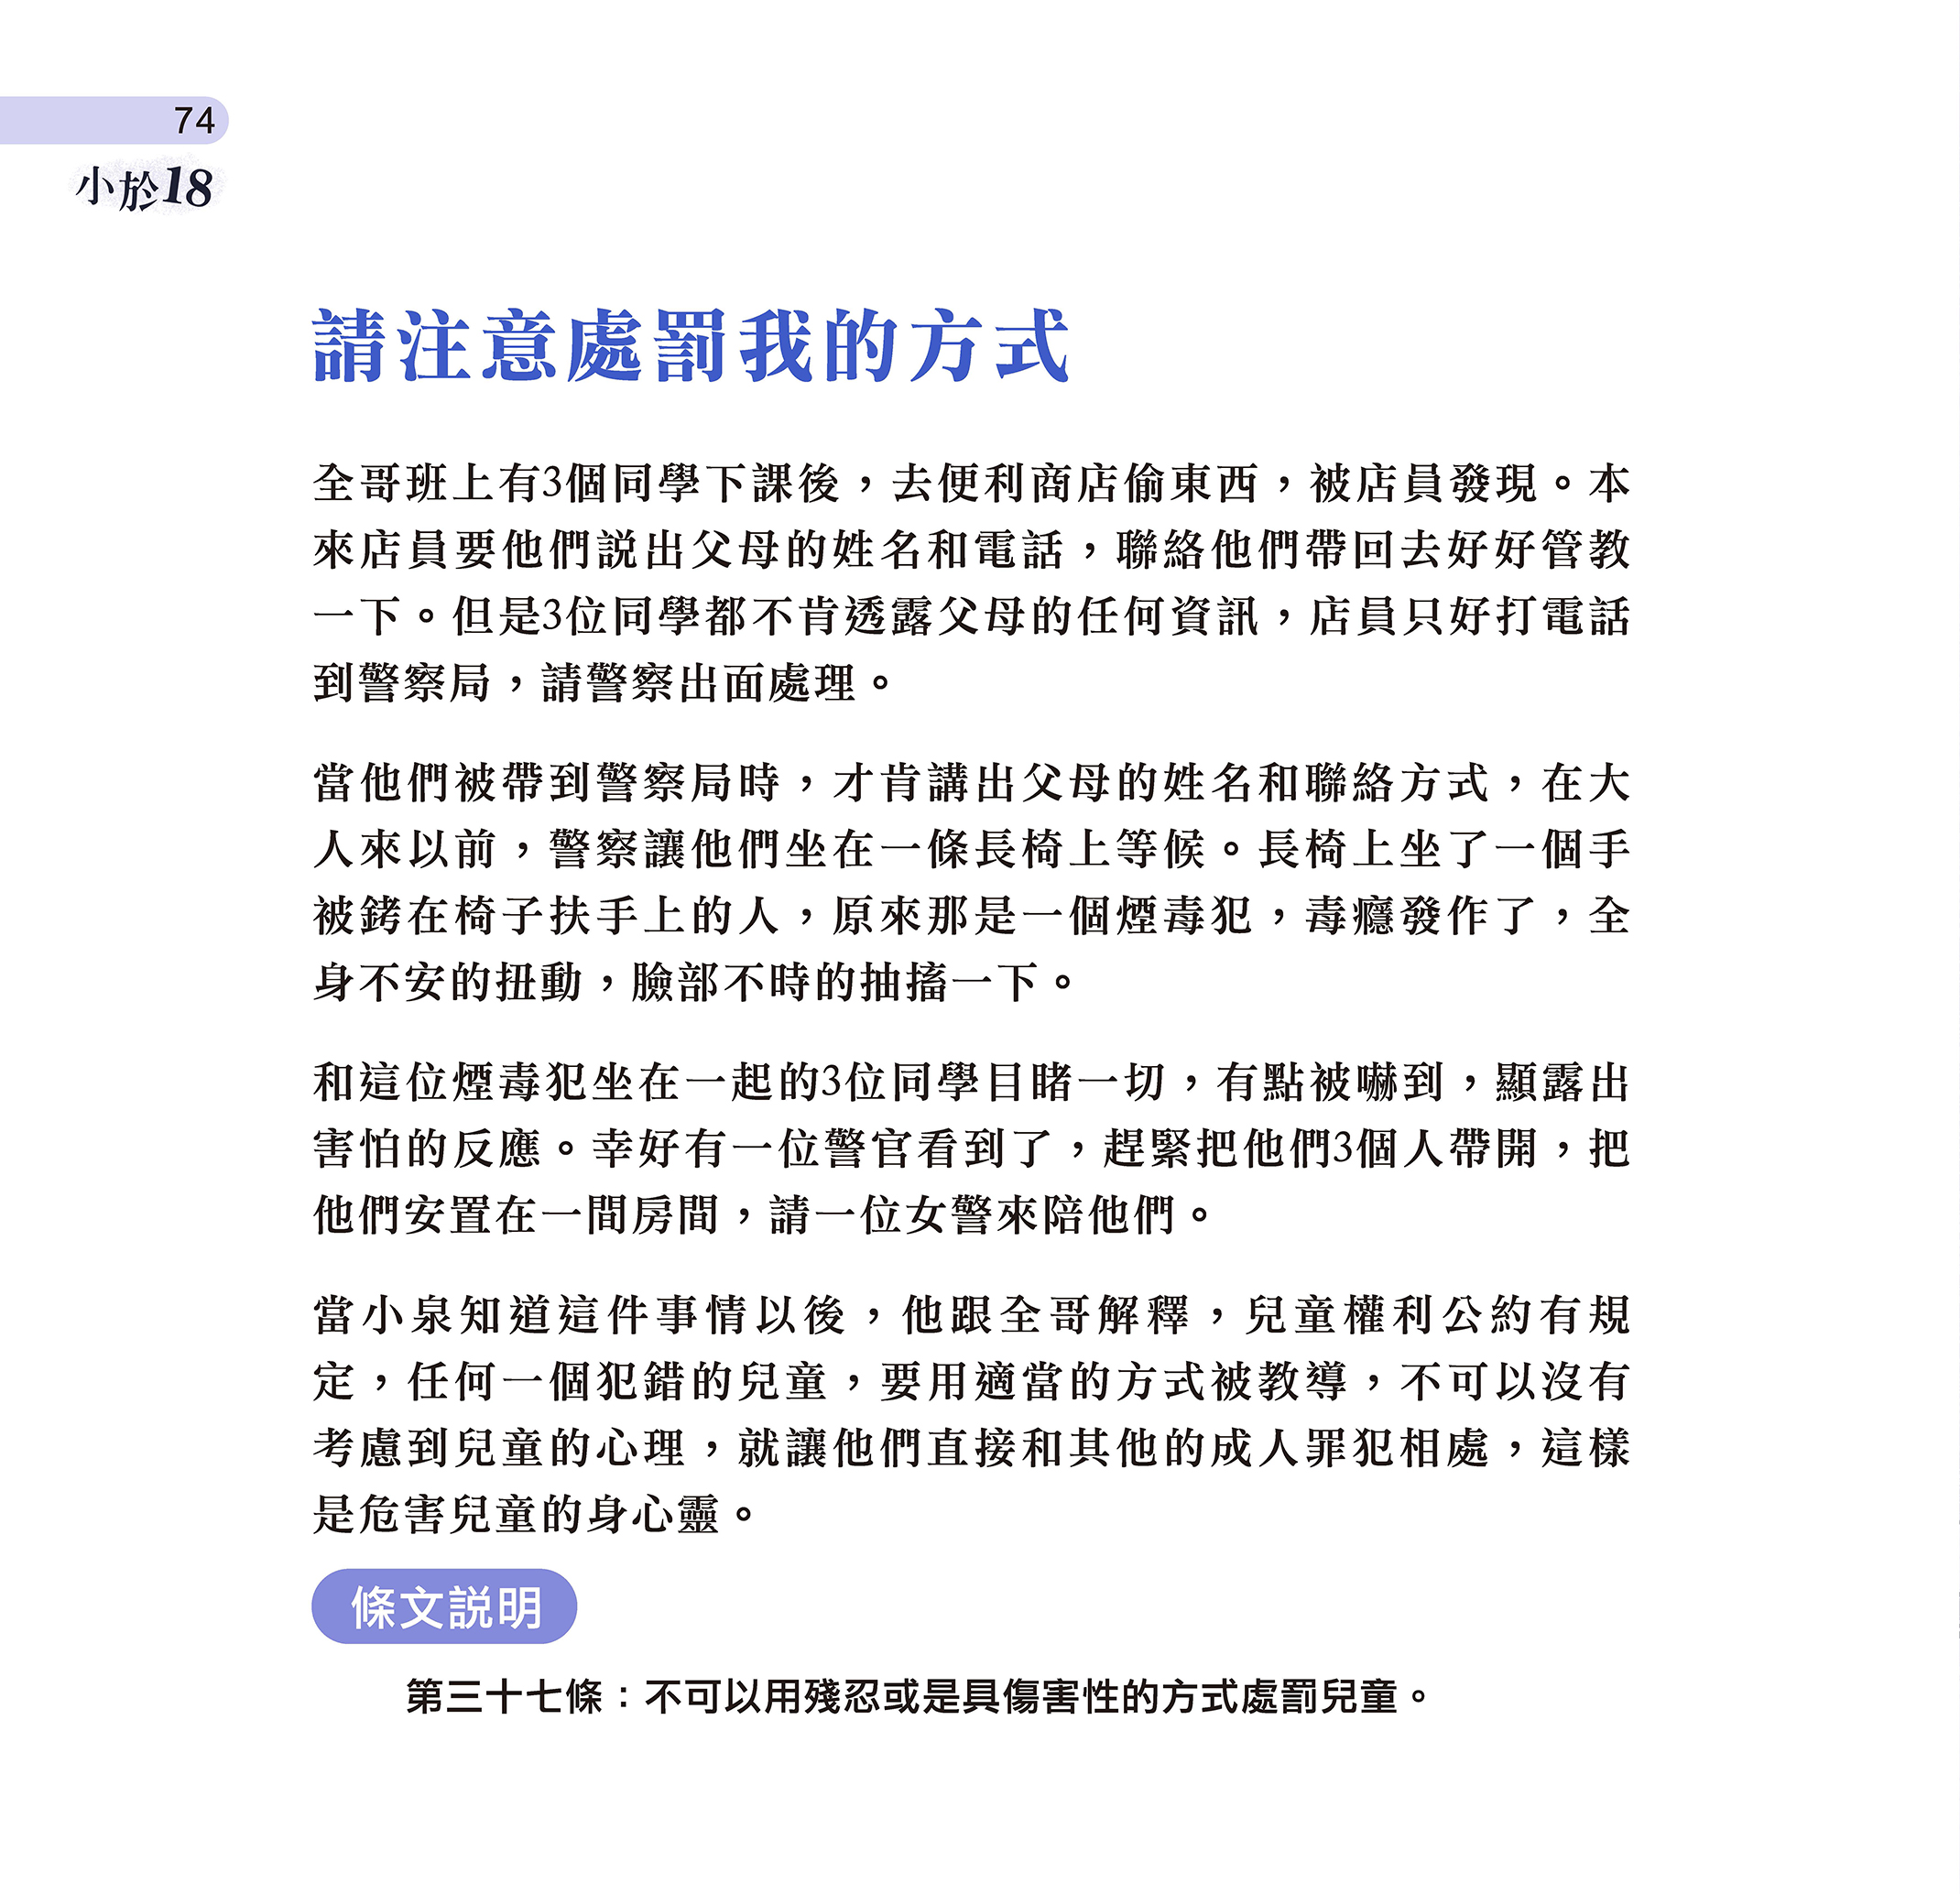 74
小於18
請注意處罰我的方式
全哥班上有3個同學下課後，去便利商店偷東西，被店員發現。本
來店員要他們說出父母的姓名和電話，聯絡他們帶回去好好管教
一下。但是3位同學都不肯透露父母的任何資訊，店員只好打電話
到警察局，請警察出面處理。
當他們被帶到警察局時，才肯講出父母的姓名和聯絡方式，在大
人來以前，警察讓他們坐在一條長椅上等候。長椅上坐了一個手
被銬在椅子扶手上的人，原來那是一個煙毒犯，毒癮發作了，全
身不安的扭動，臉部不時的抽搐一下。
和這位煙毒犯坐在一起的3位同學目睹一切，有點被嚇到，顯露出
害怕的反應。幸好有一位警官看到了，趕緊把他們3個人帶開，把
他們安置在一間房間，請一位女警來陪他們。
當小泉知道這件事情以後，他跟全哥解釋，兒童權利公約有規
定，任何一個犯錯的兒童，要用適當的方式被教導，不可以沒有
考慮到兒童的心理，就讓他們直接和其他的成人罪犯相處，這樣
是危害兒童的身心靈。
條文說明
第三十七條：不可以用殘忍或是具傷害性的方式處罰兒童。